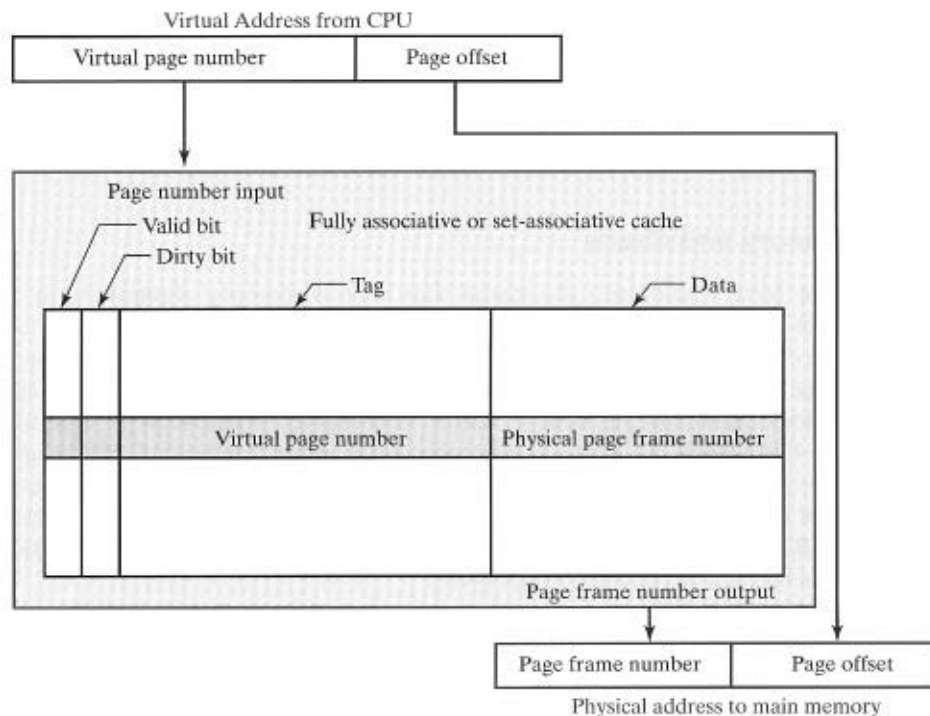 Virtual Address from CPU
Virtual page number
Page offset
Page number input
Valid bit
Fully associative or set-associative cache
Dirty bit
Tag
Data
Virtual page number
Physical page frame number
Page frame number output
Page frame number
Page offset
Physical address to main memory